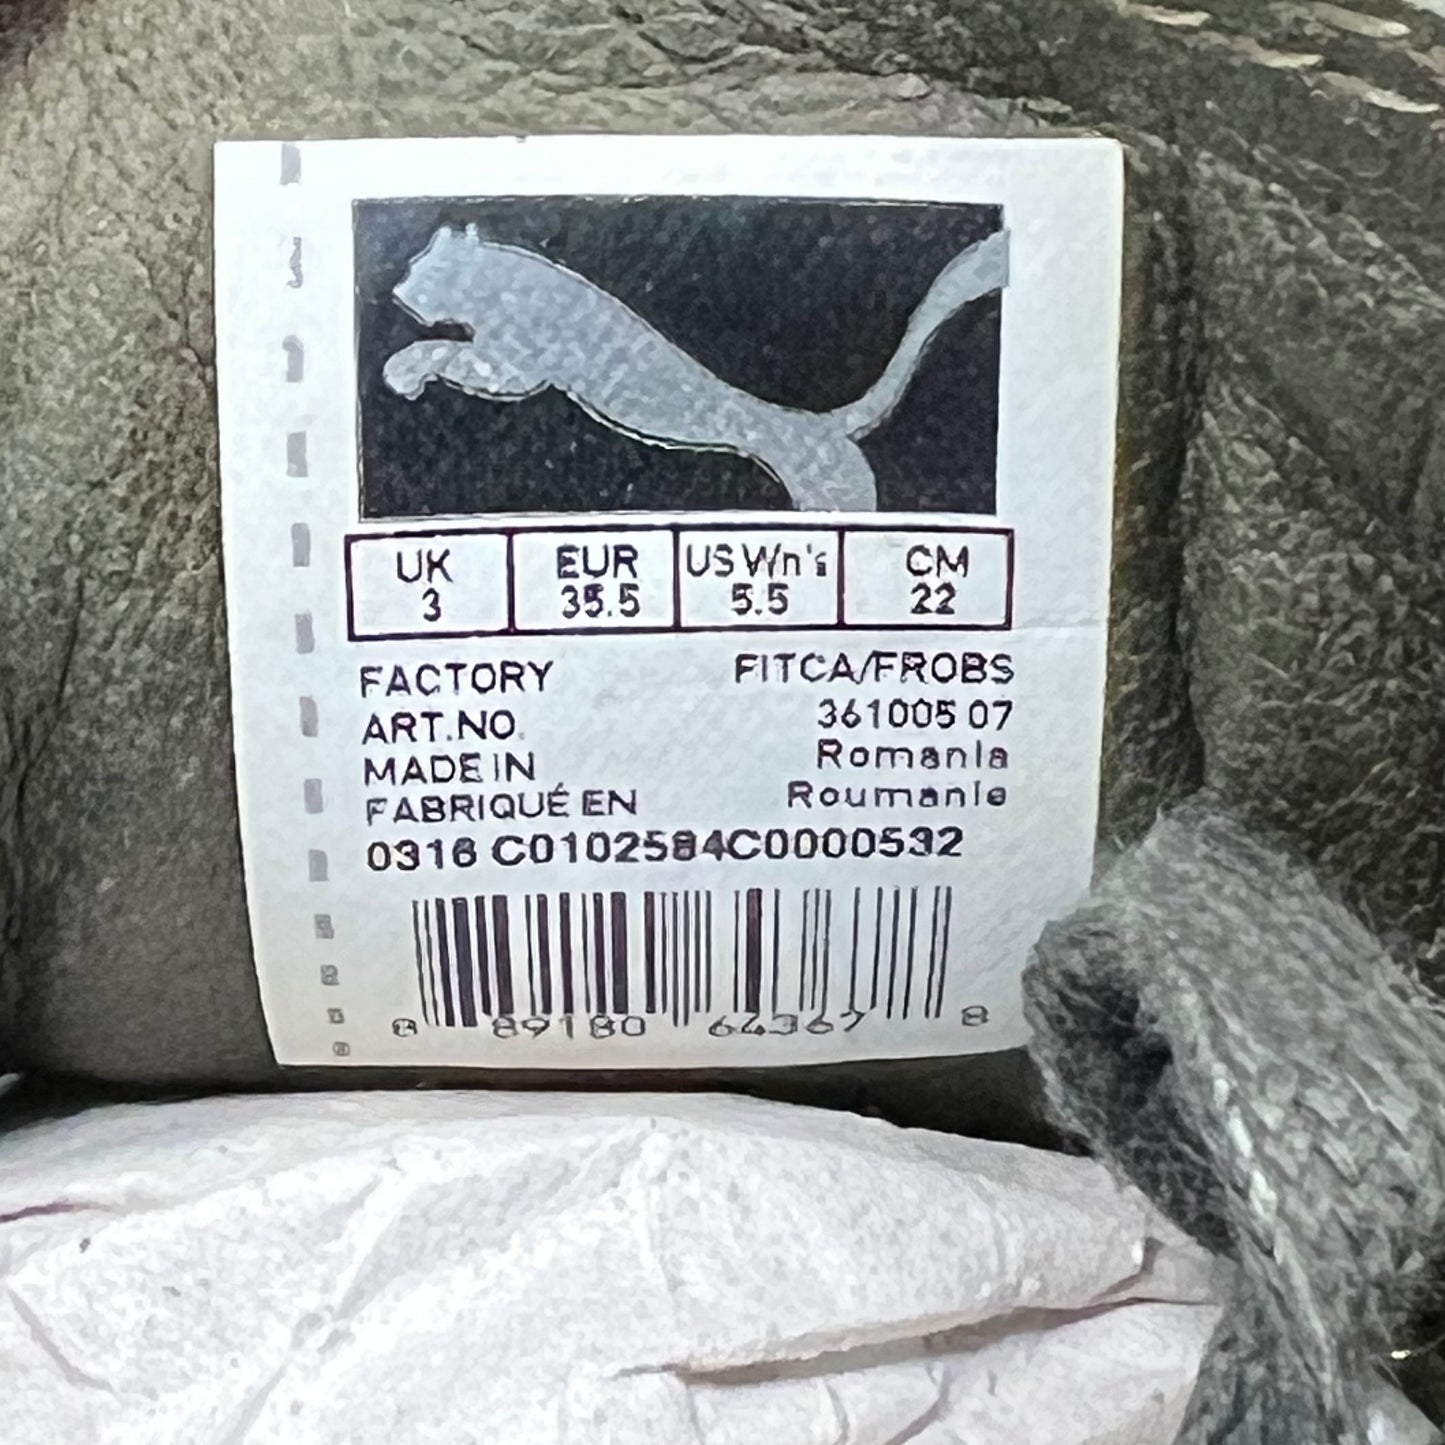 UK EUR US Wn's CM
3 35.5 5.5 22
FACTORY FITCA/FROBS
ART.NO. 361005 07
MADE IN Romania
FABRIQUÉ EN Roumanie
0316 C0102584C0000532
8 89180 64367 8